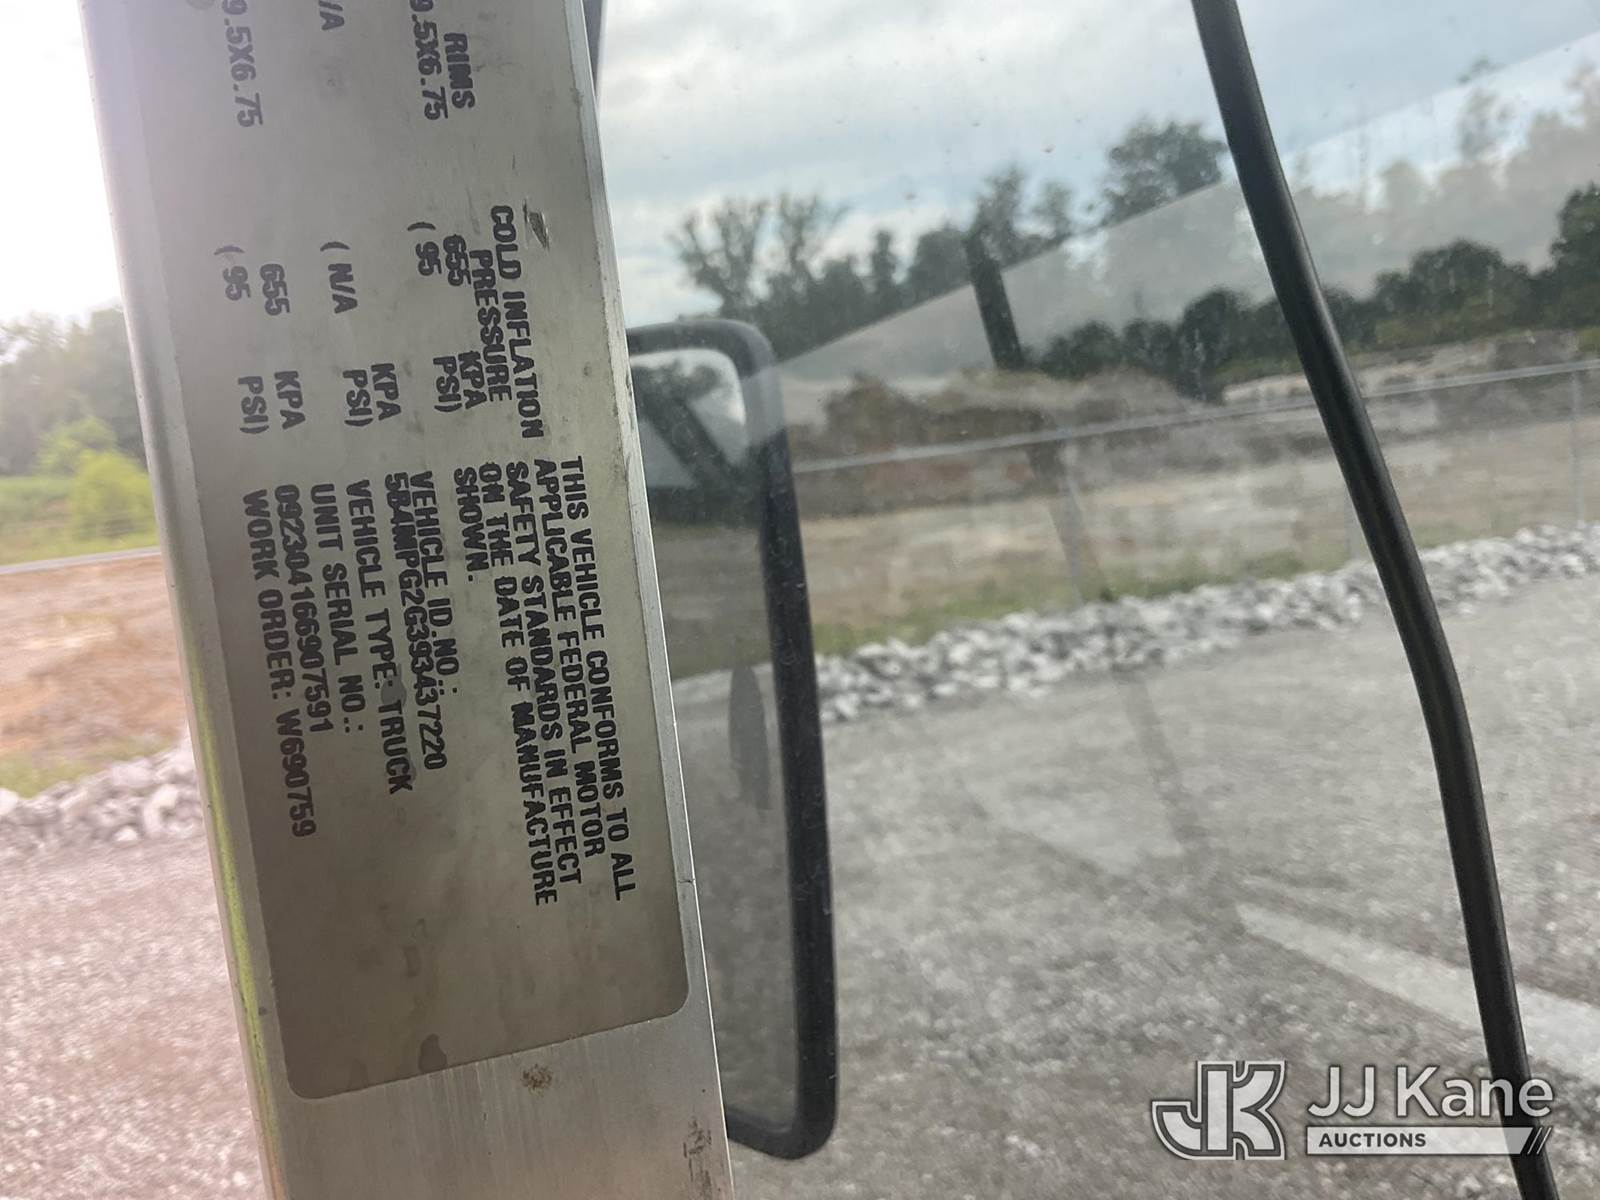 RIMS
9.5X6.75
/A
9.5X6.75
COLD INFLATION
PRESSURE
655 KPA
( 95 PSI)
KPA
( N/A PSI)
655 KPA
( 95 PSI)
THIS VEHICLE CONFORMS TO ALL
APPLICABLE FEDERAL MOTOR
SAFETY STANDARDS IN EFFECT
ON THE DATE OF MANUFACTURE
SHOWN.
VEHICLE ID.NO.:
5B4MPG2G393437220
VEHICLE TYPE: TRUCK
UNIT SERIAL NO.:
092304166907591
WORK ORDER: W690759
JK JJ Kane
AUCTIONS